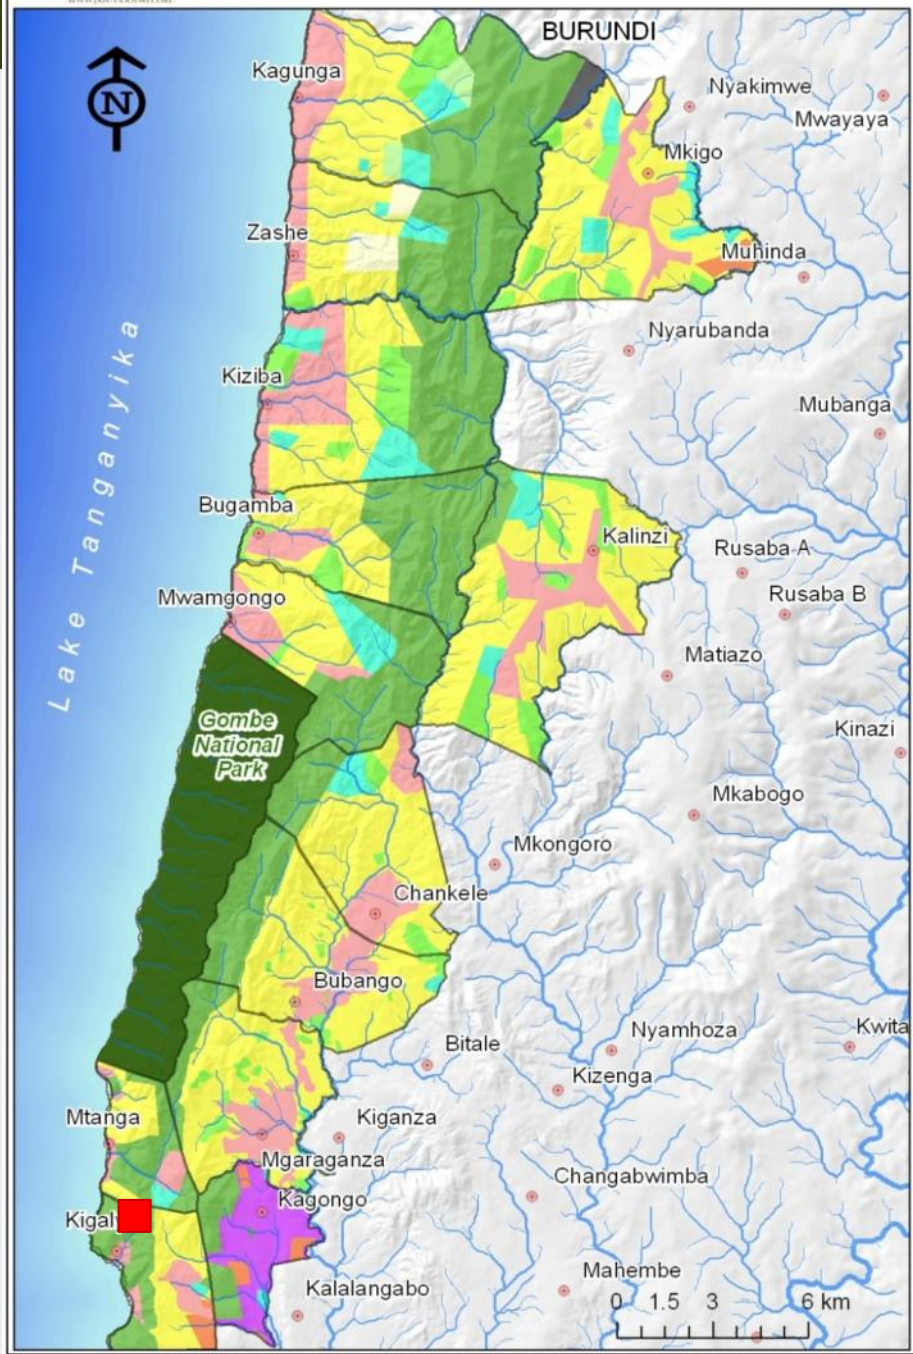 BURUNDI
N
Kagunga
Nyakimwe
Mwayaya
Mkigo
Zashe
Muhinda
Nyarubanda
Kiziba
Mubanga
Lake Tanganyika
Bugamba
Kalinzi
Rusaba A
Mwamgongo
Rusaba B
Matiazo
Gombe
National
Park
Kinazi
Mkabogo
Mkongoro
Chankele
Bubango
Nyamhoza
Kwita
Bitale
Kizenga
Mtanga
Kiganza
Mgaraganza
Changabwimba
Kagongo
Kalalangabo
Mahembe
0 1.5 3 6 km